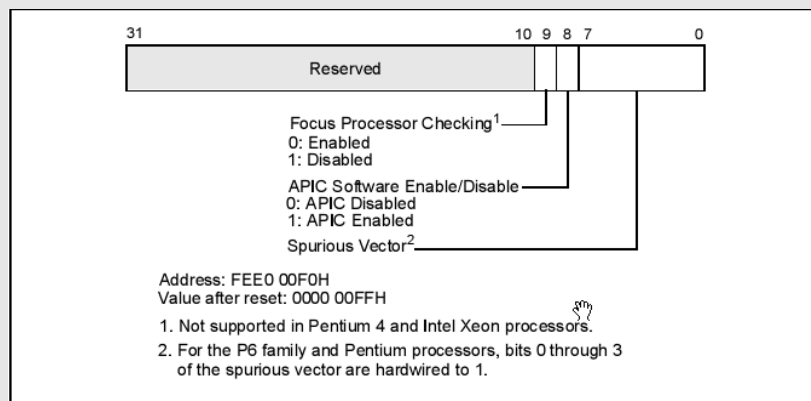 31 10 9 8 7 0
Reserved
Focus Processor Checking1
0: Enabled
1: Disabled
APIC Software Enable/Disable
0: APIC Disabled
1: APIC Enabled
Spurious Vector2
Address: FEE0 00F0H
Value after reset: 0000 00FFH
1. Not supported in Pentium 4 and Intel Xeon processors.
2. For the P6 family and Pentium processors, bits 0 through 3
of the spurious vector are hardwired to 1.